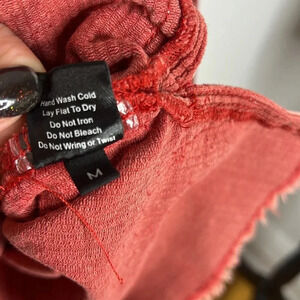 Hand Wash Cold
Lay Flat To Dry
Do Not Iron
Do Not Bleach
Do Not Wring or Twist
M